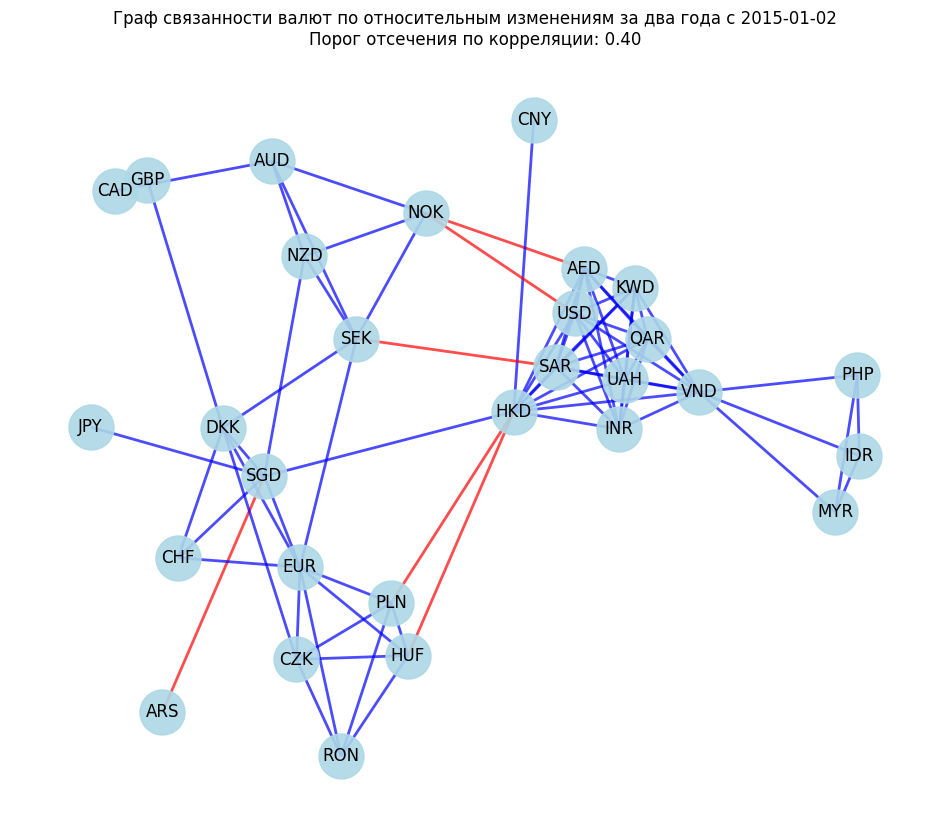 Граф связанности валют по относительным изменениям за два года с 2015-01-02
Порог отсечения по корреляции: 0.40
CNY
AUD
GBP
CAD
NOK
NZD
AED
KWD
USD
SEK
QAR
SAR
UAH
PHP
VND
HKD
JPY
DKK
INR
IDR
SGD
MYR
CHF
EUR
PLN
CZK
HUF
ARS
RON